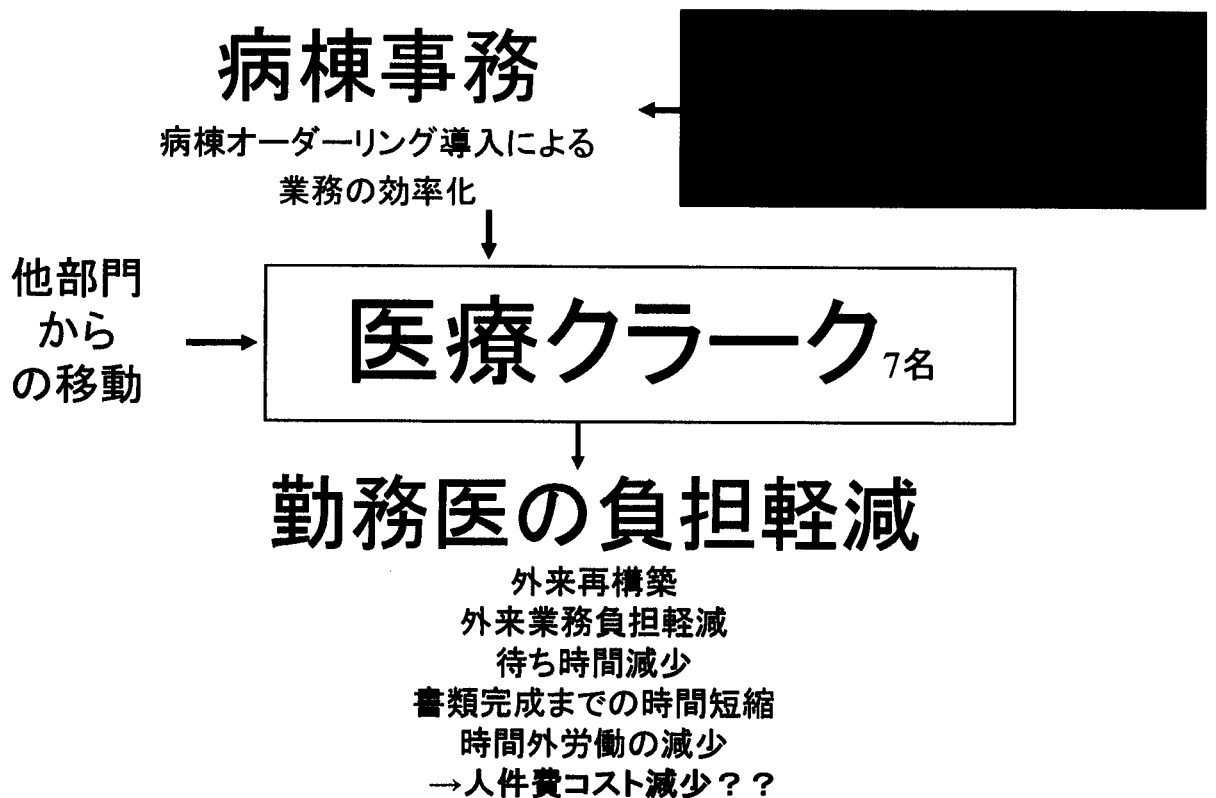 病棟事務
病棟オーダーリング導入による
業務の効率化
他部門
から
の移動
医療クラーク7名
勤務医の負担軽減
外来再構築
外来業務負担軽減
待ち時間減少
書類完成までの時間短縮
時間外労働の減少
→人件費コスト減少？？